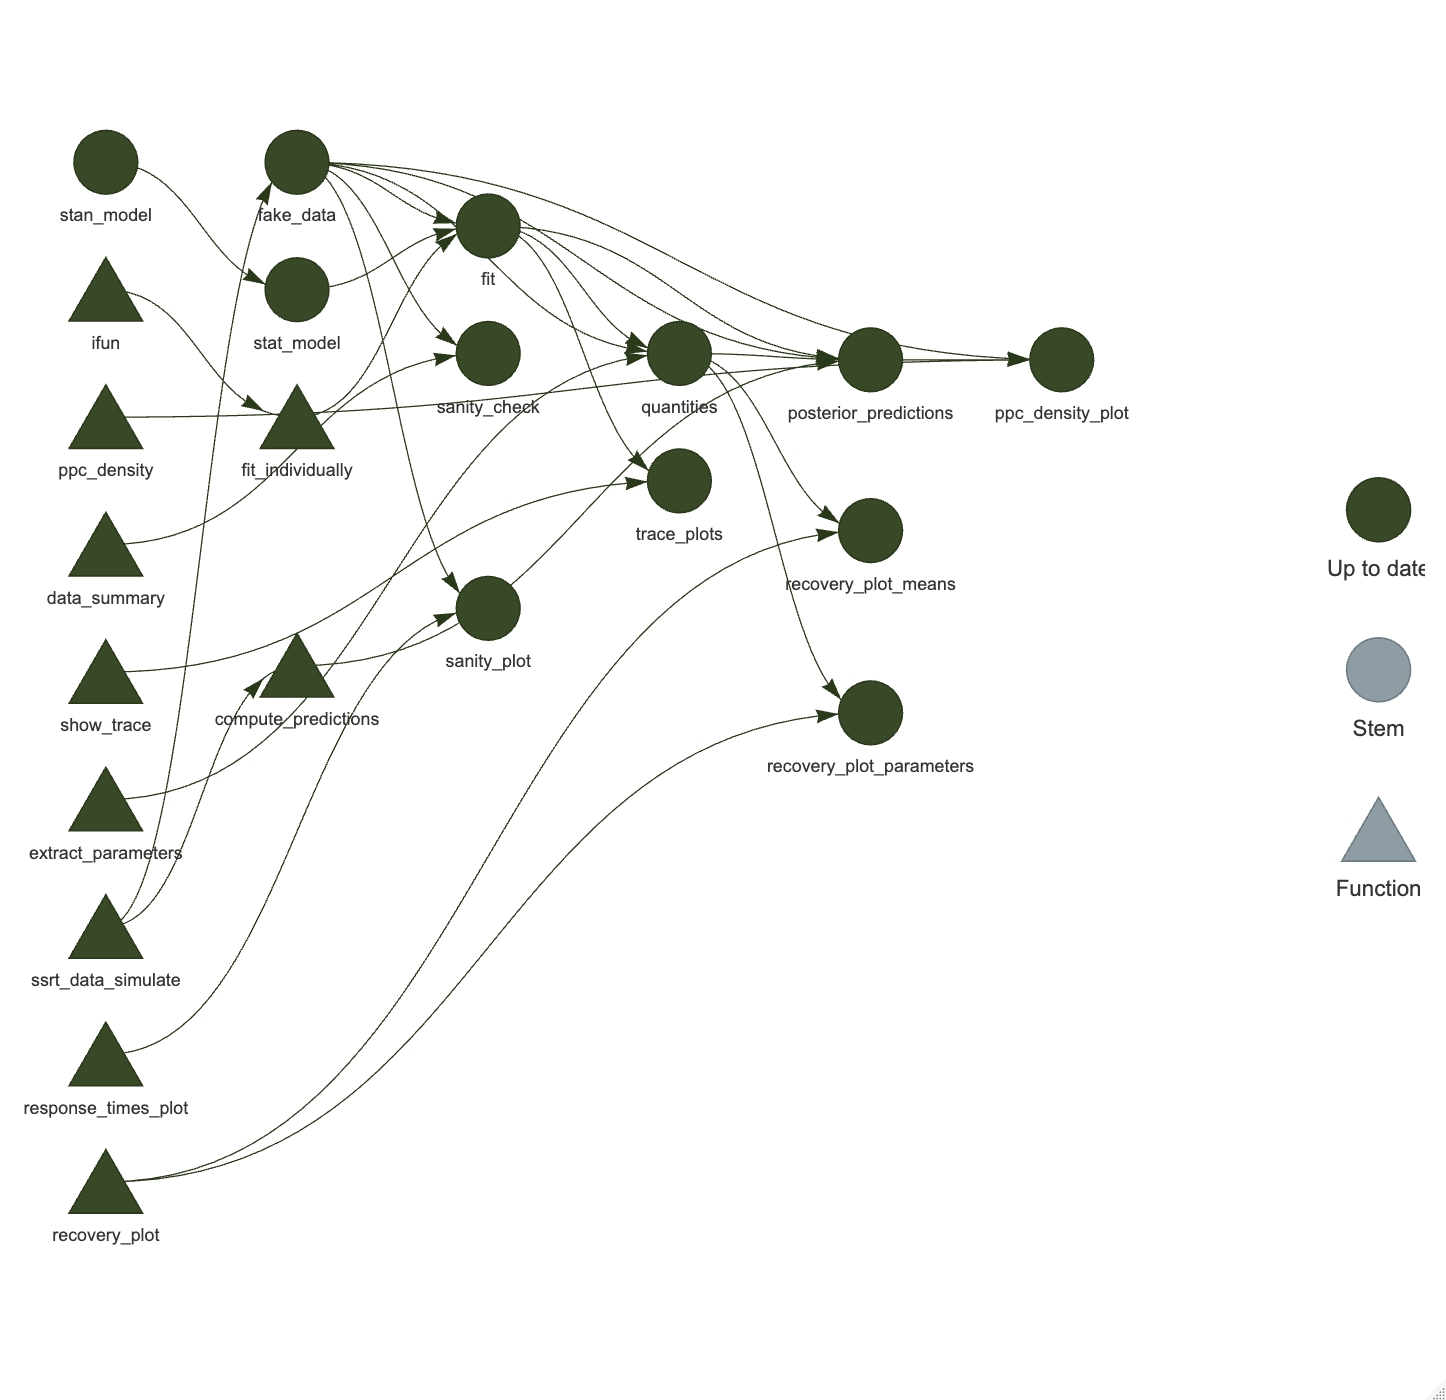 stan_model
fake_data
fit
ifun
stat_model
sanity_check
quantities
posterior_predictions
ppc_density_plot
ppc_density
fit_individually
trace_plots
data_summary
recovery_plot_means
show_trace
compute_predictions
sanity_plot
recovery_plot_parameters
extract_parameters
ssrt_data_simulate
response_times_plot
recovery_plot
Up to date
Stem
Function